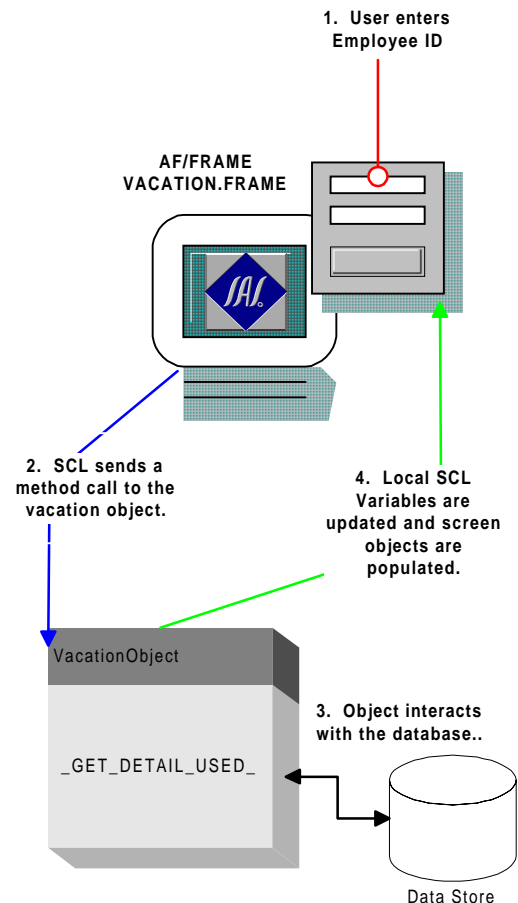 1. User enters
Employee ID
AF/FRAME
VACATION.FRAME
SAS
2. SCL sends a
method call to the
vacation object.
4. Local SCL
Variables are
updated and screen
objects are
populated.
VacationObject
_GET_DETAIL_USED_
3. Object interacts
with the database..
Data Store